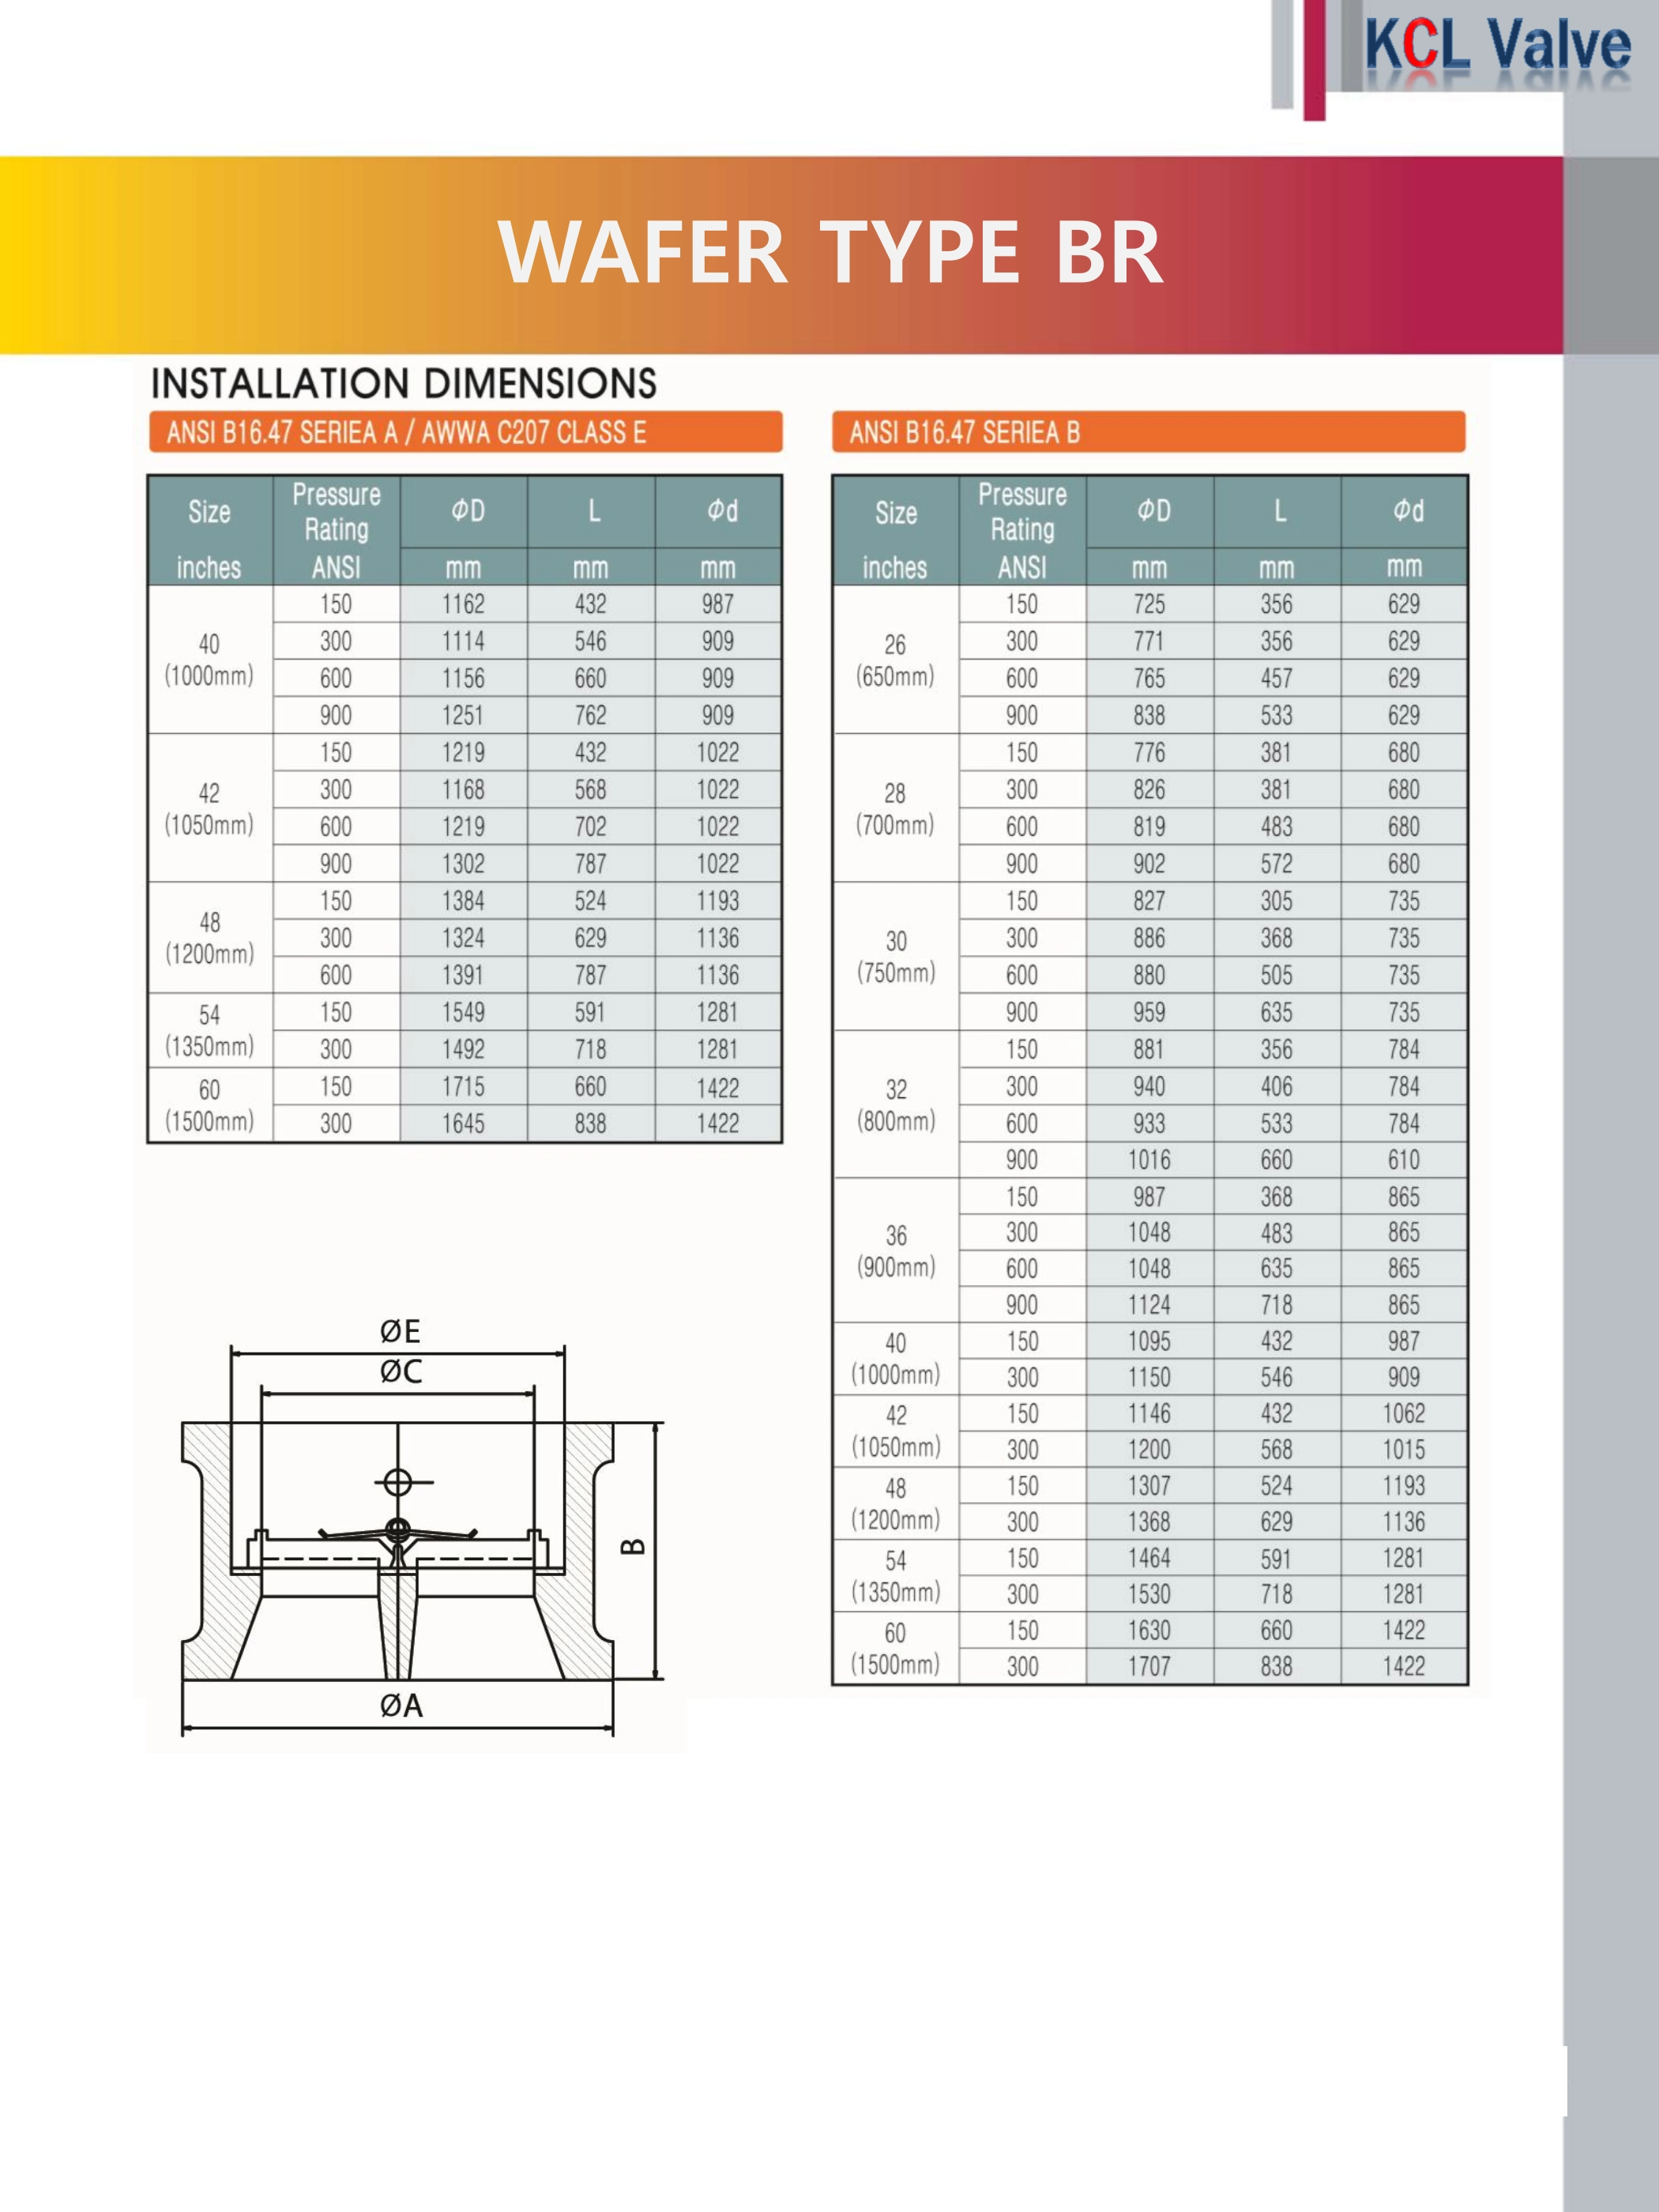 KCL Valve
WAFER TYPE BR
INSTALLATION DIMENSIONS
ANSI B16.47 SERIEA A / AWWA C207 CLASS E
Size inches Pressure Rating ANSI ΦD mm L mm Φd mm
40 (1000mm) 150 1162 432 987
300 1114 546 909
600 1156 660 909
900 1251 762 909
42 (1050mm) 150 1219 432 1022
300 1168 568 1022
600 1219 702 1022
900 1302 787 1022
48 (1200mm) 150 1384 524 1193
300 1324 629 1136
600 1391 787 1136
54 (1350mm) 150 1549 591 1281
300 1492 718 1281
60 (1500mm) 150 1715 660 1422
300 1645 838 1422
ØE
ØC
B
ØA
ANSI B16.47 SERIEA B
Size inches Pressure Rating ANSI ΦD mm L mm Φd mm
26 (650mm) 150 725 356 629
300 771 356 629
600 765 457 629
900 838 533 629
28 (700mm) 150 776 381 680
300 826 381 680
600 819 483 680
900 902 572 680
30 (750mm) 150 827 305 735
300 886 368 735
600 880 505 735
900 959 635 735
32 (800mm) 150 881 356 784
300 940 406 784
600 933 533 784
900 1016 660 610
36 (900mm) 150 987 368 865
300 1048 483 865
600 1048 635 865
900 1124 718 865
40 (1000mm) 150 1095 432 987
300 1150 546 909
42 (1050mm) 150 1146 432 1062
300 1200 568 1015
48 (1200mm) 150 1307 524 1193
300 1368 629 1136
54 (1350mm) 150 1464 591 1281
300 1530 718 1281
60 (1500mm) 150 1630 660 1422
300 1707 838 1422